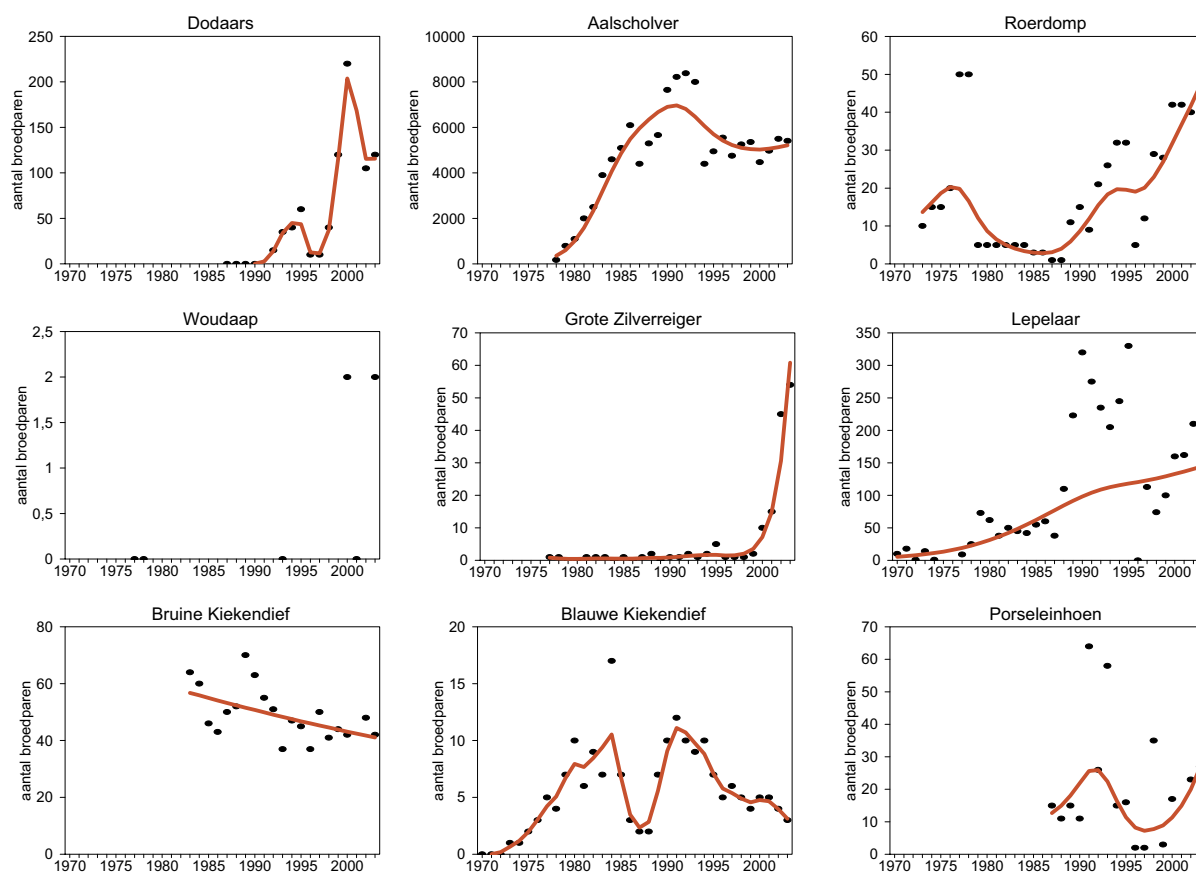 Dodaars
aantal broedparen
250
200
150
100
50
0
1970 1975 1980 1985 1990 1995 2000
Aalscholver
aantal broedparen
10000
8000
6000
4000
2000
0
1970 1975 1980 1985 1990 1995 2000
Roerdomp
aantal broedparen
60
50
40
30
20
10
0
1970 1975 1980 1985 1990 1995 2000
Woudaap
aantal broedparen
2,5
2
1,5
1
0,5
0
1970 1975 1980 1985 1990 1995 2000
Grote Zilverreiger
aantal broedparen
70
60
50
40
30
20
10
0
1970 1975 1980 1985 1990 1995 2000
Lepelaar
aantal broedparen
350
300
250
200
150
100
50
0
1970 1975 1980 1985 1990 1995 2000
Bruine Kiekendief
aantal broedparen
80
60
40
20
0
1970 1975 1980 1985 1990 1995 2000
Blauwe Kiekendief
aantal broedparen
20
15
10
5
0
1970 1975 1980 1985 1990 1995 2000
Porseleinhoen
aantal broedparen
70
60
50
40
30
20
10
0
1970 1975 1980 1985 1990 1995 2000